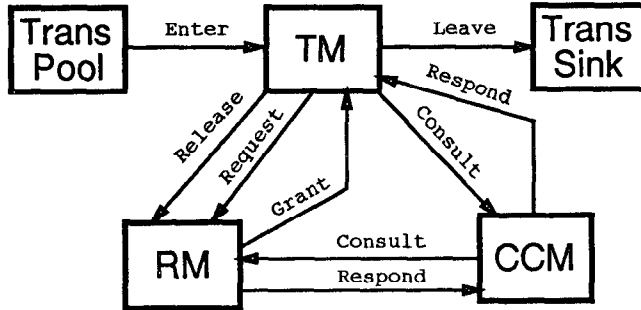 Trans
Pool
Enter
TM
Leave
Trans
Sink
Respond
Release
Request
Consult
Grant
RM
Consult
Respond
CCM